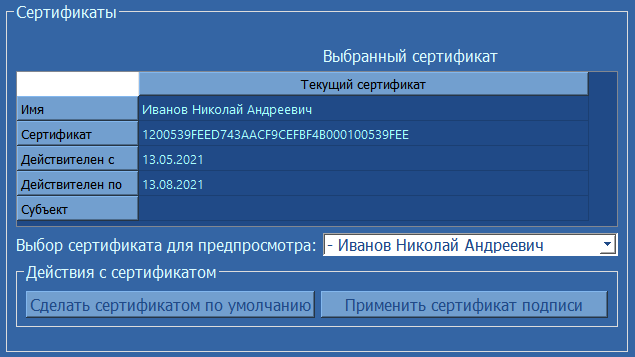 Сертификаты
Выбранный сертификат
Текущий сертификат
Имя Иванов Николай Андреевич
Сертификат 1200539FEED743AACF9CEFBF4B000100539FEE
Действителен с 13.05.2021
Действителен по 13.08.2021
Субъект
Выбор сертификата для предпросмотра: - Иванов Николай Андреевич
Действия с сертификатом
Сделать сертификатом по умолчанию Применить сертификат подписи